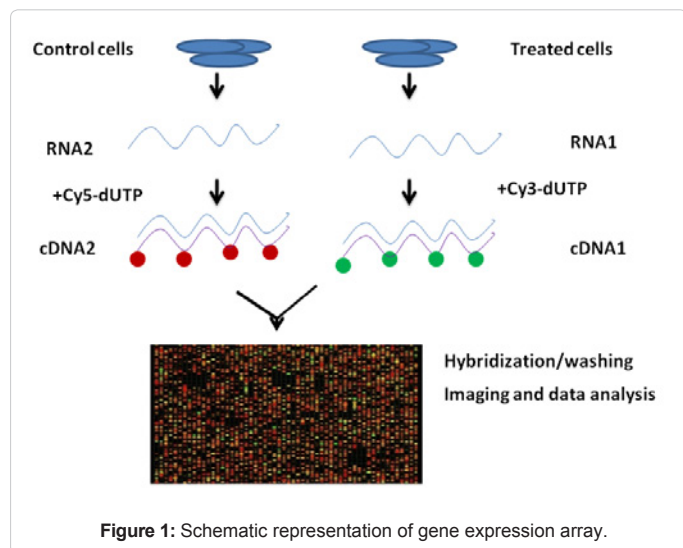 Control cells
Treated cells
RNA2
RNA1
+Cy5-dUTP
+Cy3-dUTP
cDNA2
cDNA1
Hybridization/washing
Imaging and data analysis
Figure 1: Schematic representation of gene expression array.